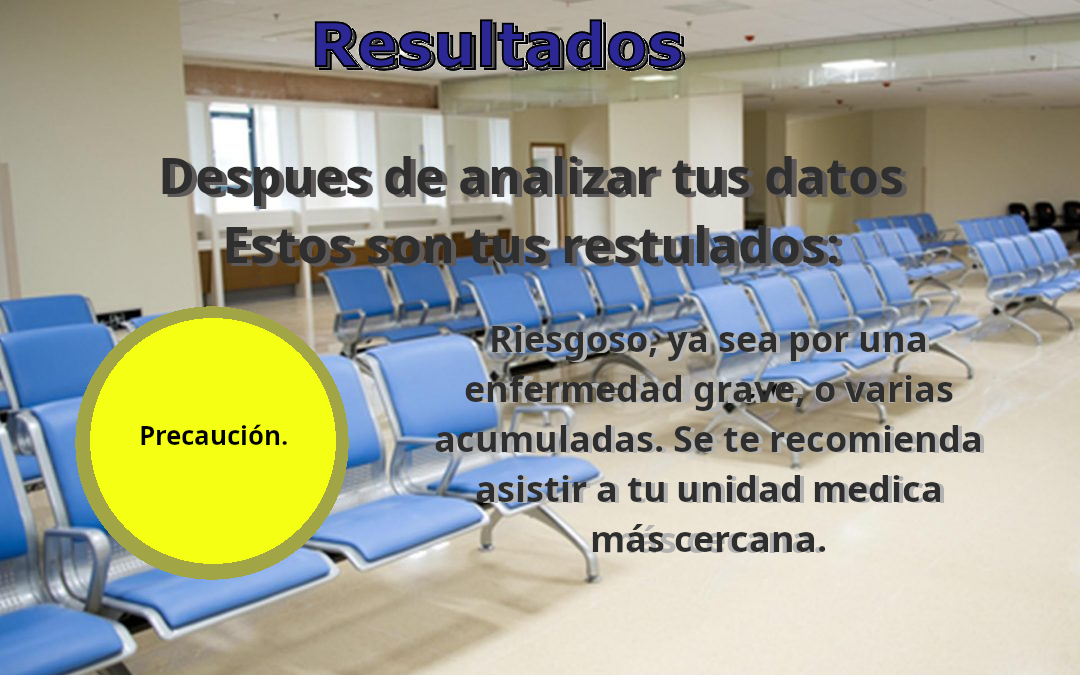 Resultados
Despues de analizar tus datos
Estos son tus restulados:
Riesgoso, ya sea por una
enfermedad grave, o varias
acumuladas. Se te recomienda
asistir a tu unidad medica
más cercana.
Precaución.